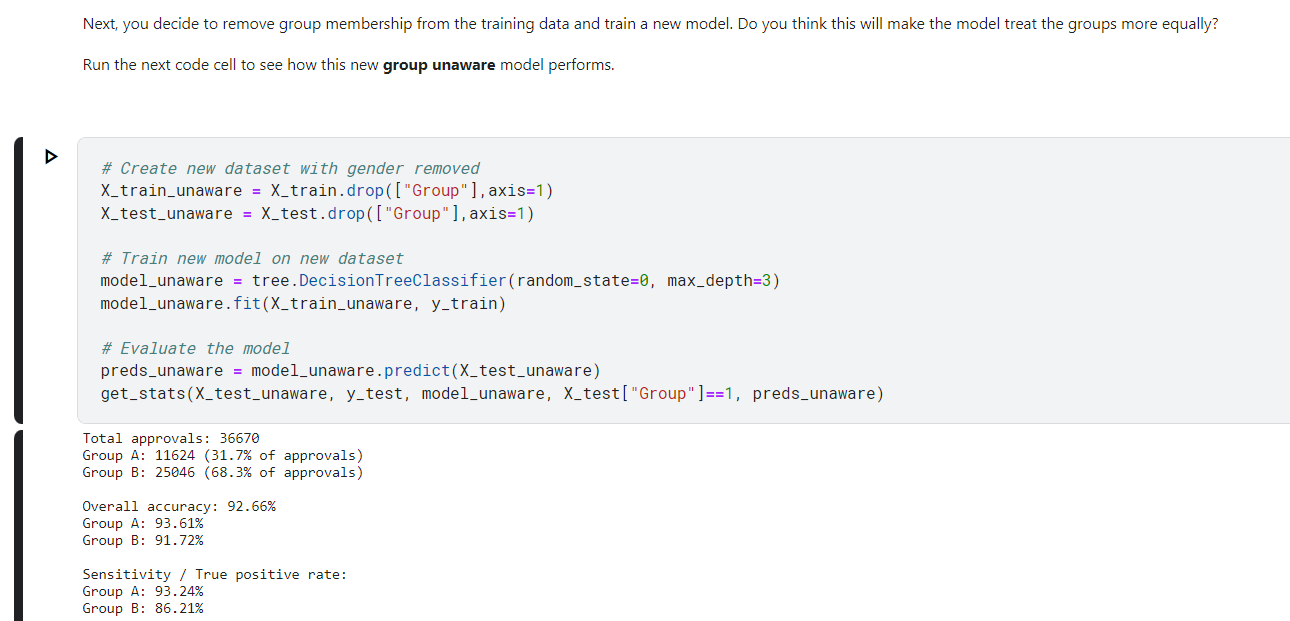 Next, you decide to remove group membership from the training data and train a new model. Do you think this will make the model treat the groups more equally?
Run the next code cell to see how this new group unaware model performs.
# Create new dataset with gender removed
X_train_unaware = X_train.drop(["Group"],axis=1)
X_test_unaware = X_test.drop(["Group"],axis=1)
# Train new model on new dataset
model_unaware = tree.DecisionTreeClassifier(random_state=0, max_depth=3)
model_unaware.fit(X_train_unaware, y_train)
# Evaluate the model
preds_unaware = model_unaware.predict(X_test_unaware)
get_stats(X_test_unaware, y_test, model_unaware, X_test["Group"]==1, preds_unaware)
Total approvals: 36670
Group A: 11624 (31.7% of approvals)
Group B: 25046 (68.3% of approvals)
Overall accuracy: 92.66%
Group A: 93.61%
Group B: 91.72%
Sensitivity / True positive rate:
Group A: 93.24%
Group B: 86.21%